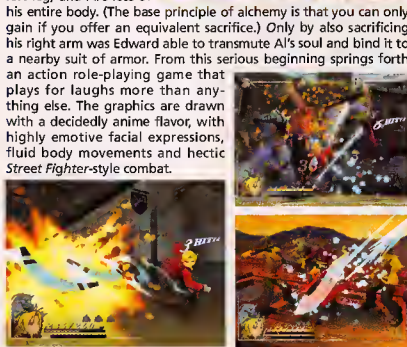 his entire body. (The base principle of alchemy is that you can only
gain if you offer an equivalent sacrifice.) Only by also sacrificing
his right arm was Edward able to transmute Al's soul and bind it to
a nearby suit of armor. From this serious beginning springs forth
an action role-playing game that
plays for laughs more than any-
thing else. The graphics are drawn
with a decidedly anime flavor, with
highly emotive facial expressions,
fluid body movements and hectic
Street Fighter-style combat.
HITS
HITS